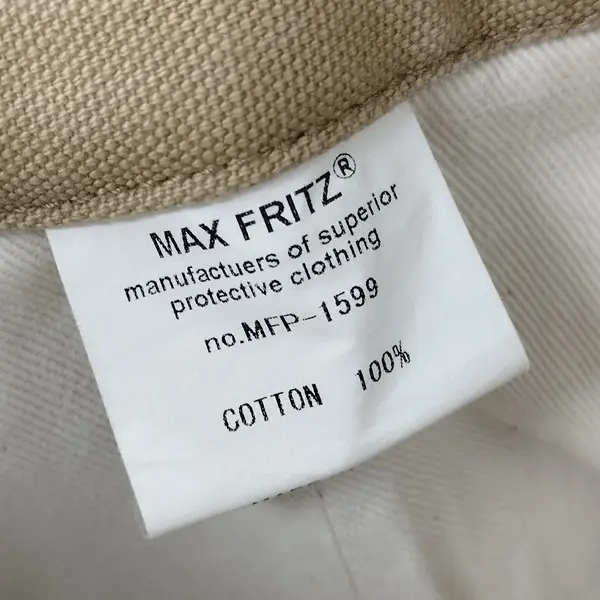 MAX FRITZ®
manufactuers of superior
protective clothing
no.MFP-1599
COTTON 100%